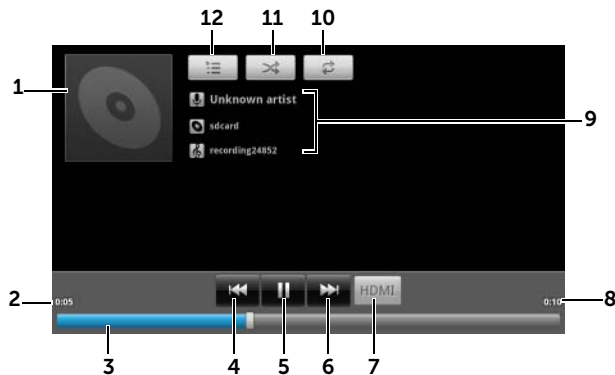 12 11 10
1
Unknown artist
sdcard
9
recording24852
HDMI
2 0:05 0:10 8
3 4 5 6 7